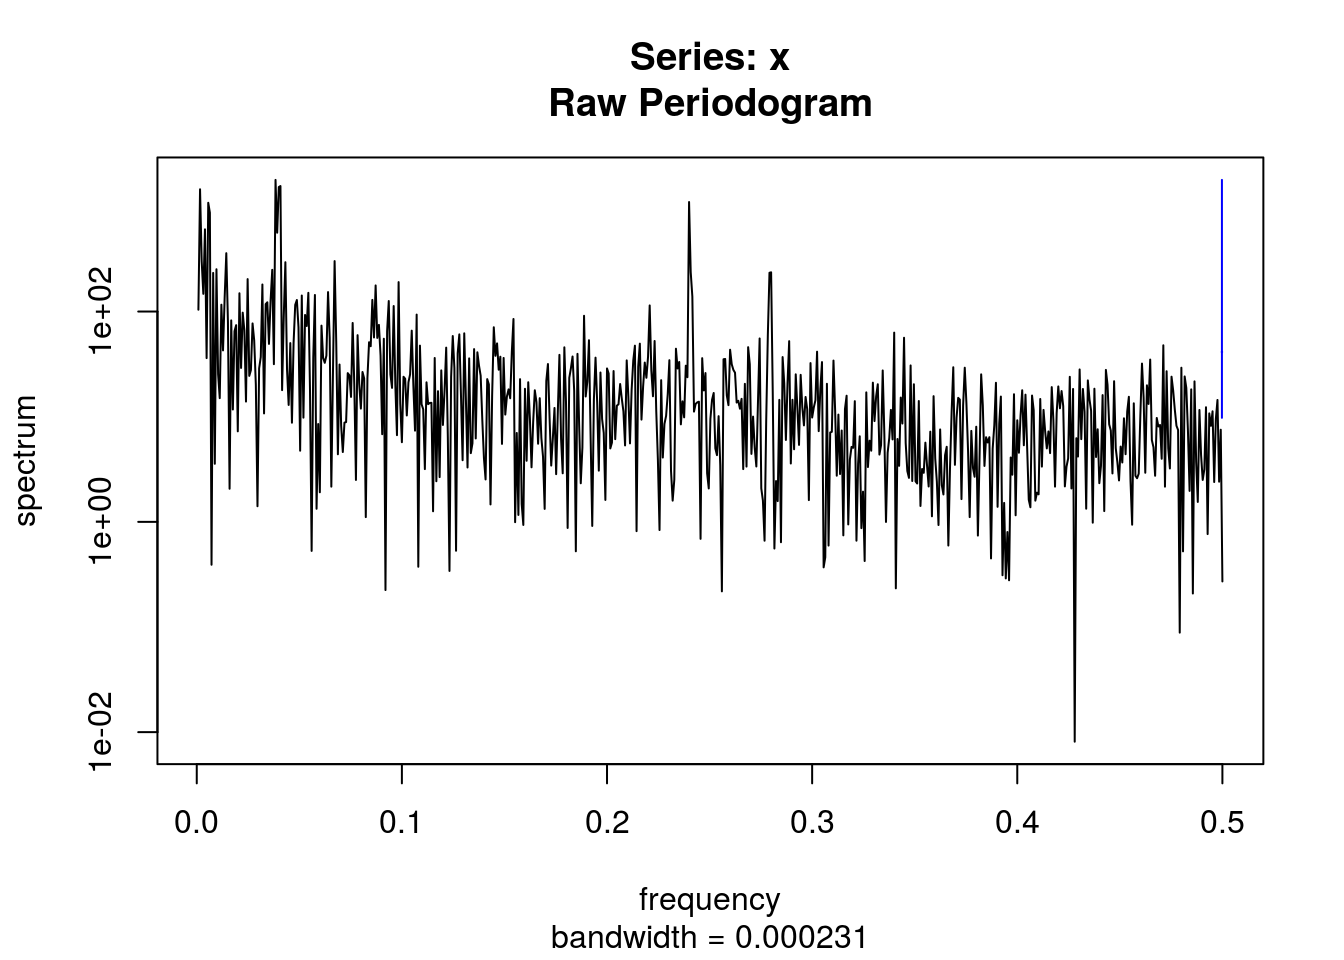 Series: x
Raw Periodogram
spectrum
1e+02
1e+00
1e-02
0.0 0.1 0.2 0.3 0.4 0.5
frequency
bandwidth = 0.000231